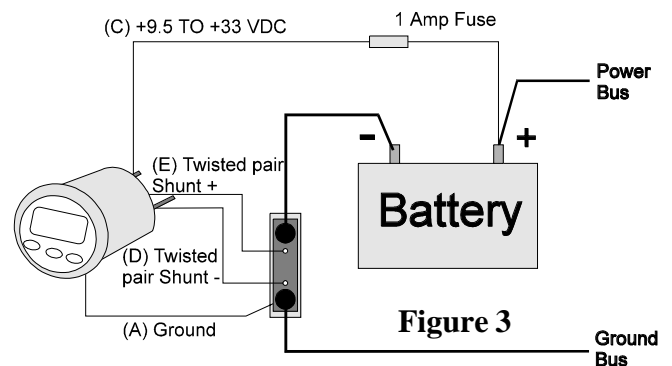 (C) +9.5 TO +33 VDC
1 Amp Fuse
Power
Bus
-
+
(E) Twisted pair
Shunt +
Battery
(D) Twisted
pair Shunt -
(A) Ground
Figure 3
Ground
Bus